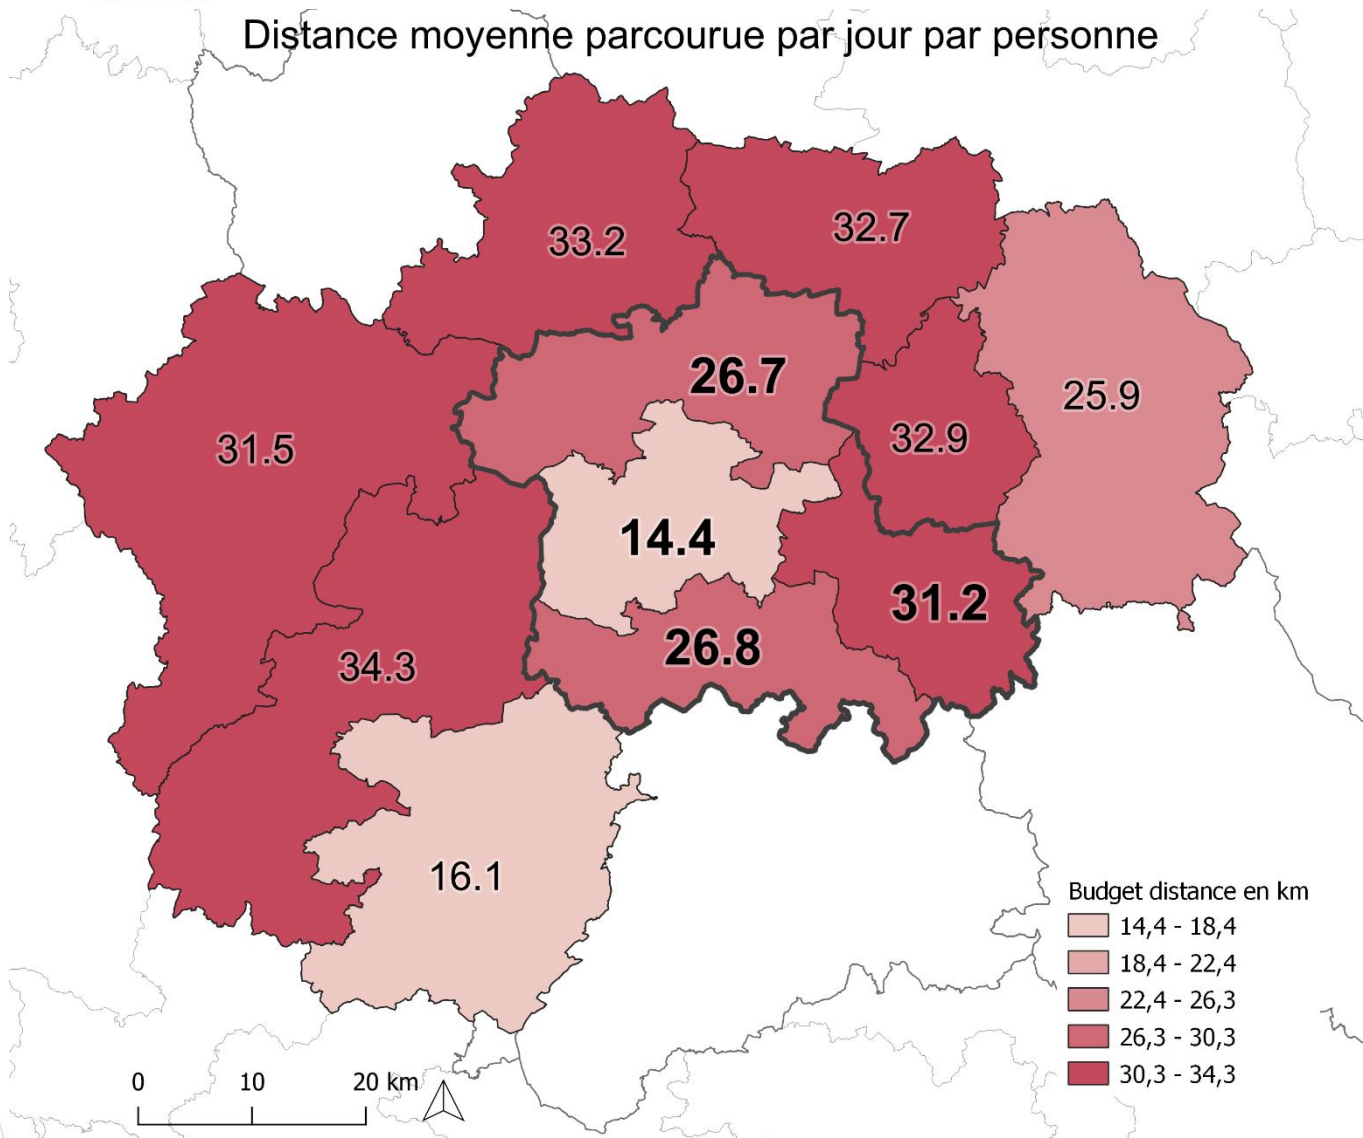 Distance moyenne parcourue par jour par personne
33.2
32.7
26.7
25.9
31.5
32.9
14.4
31.2
26.8
34.3
16.1
Budget distance en km
14,4 - 18,4
18,4 - 22,4
22,4 - 26,3
26,3 - 30,3
30,3 - 34,3
0 10 20 km